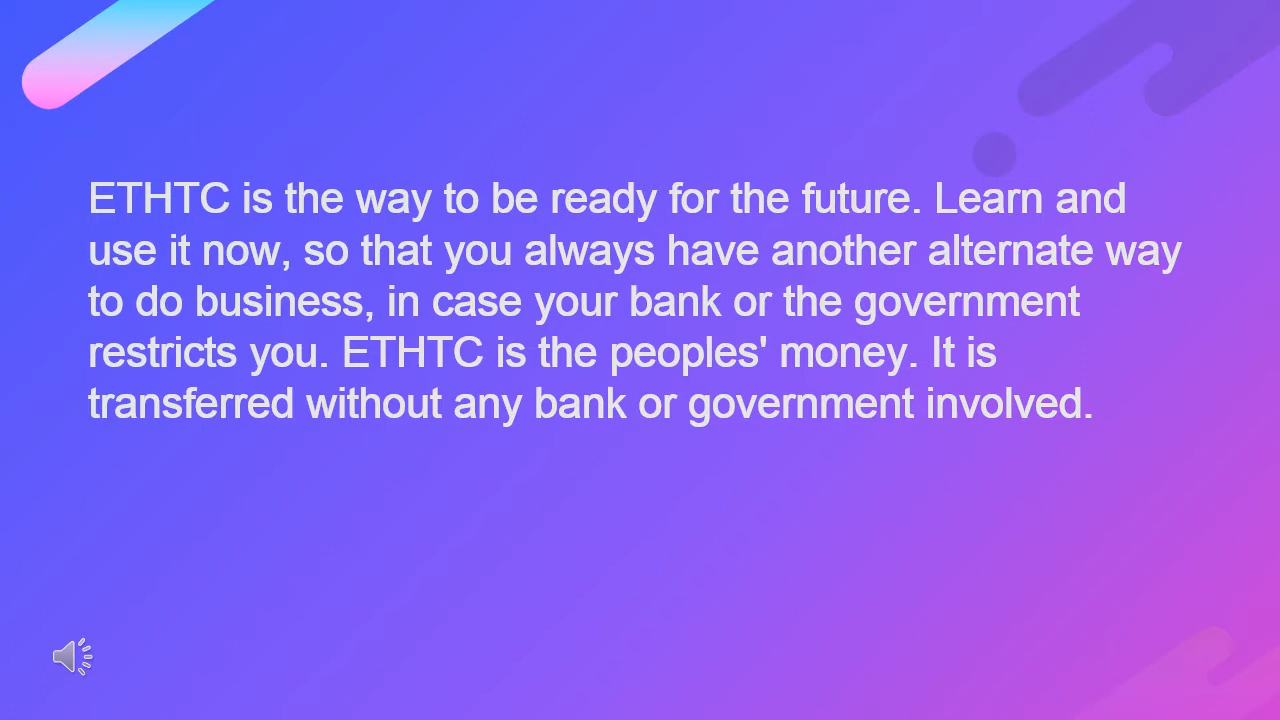 ETHTC is the way to be ready for the future. Learn and
use it now, so that you always have another alternate way
to do business, in case your bank or the government
restricts you. ETHTC is the peoples' money. It is
transferred without any bank or government involved.